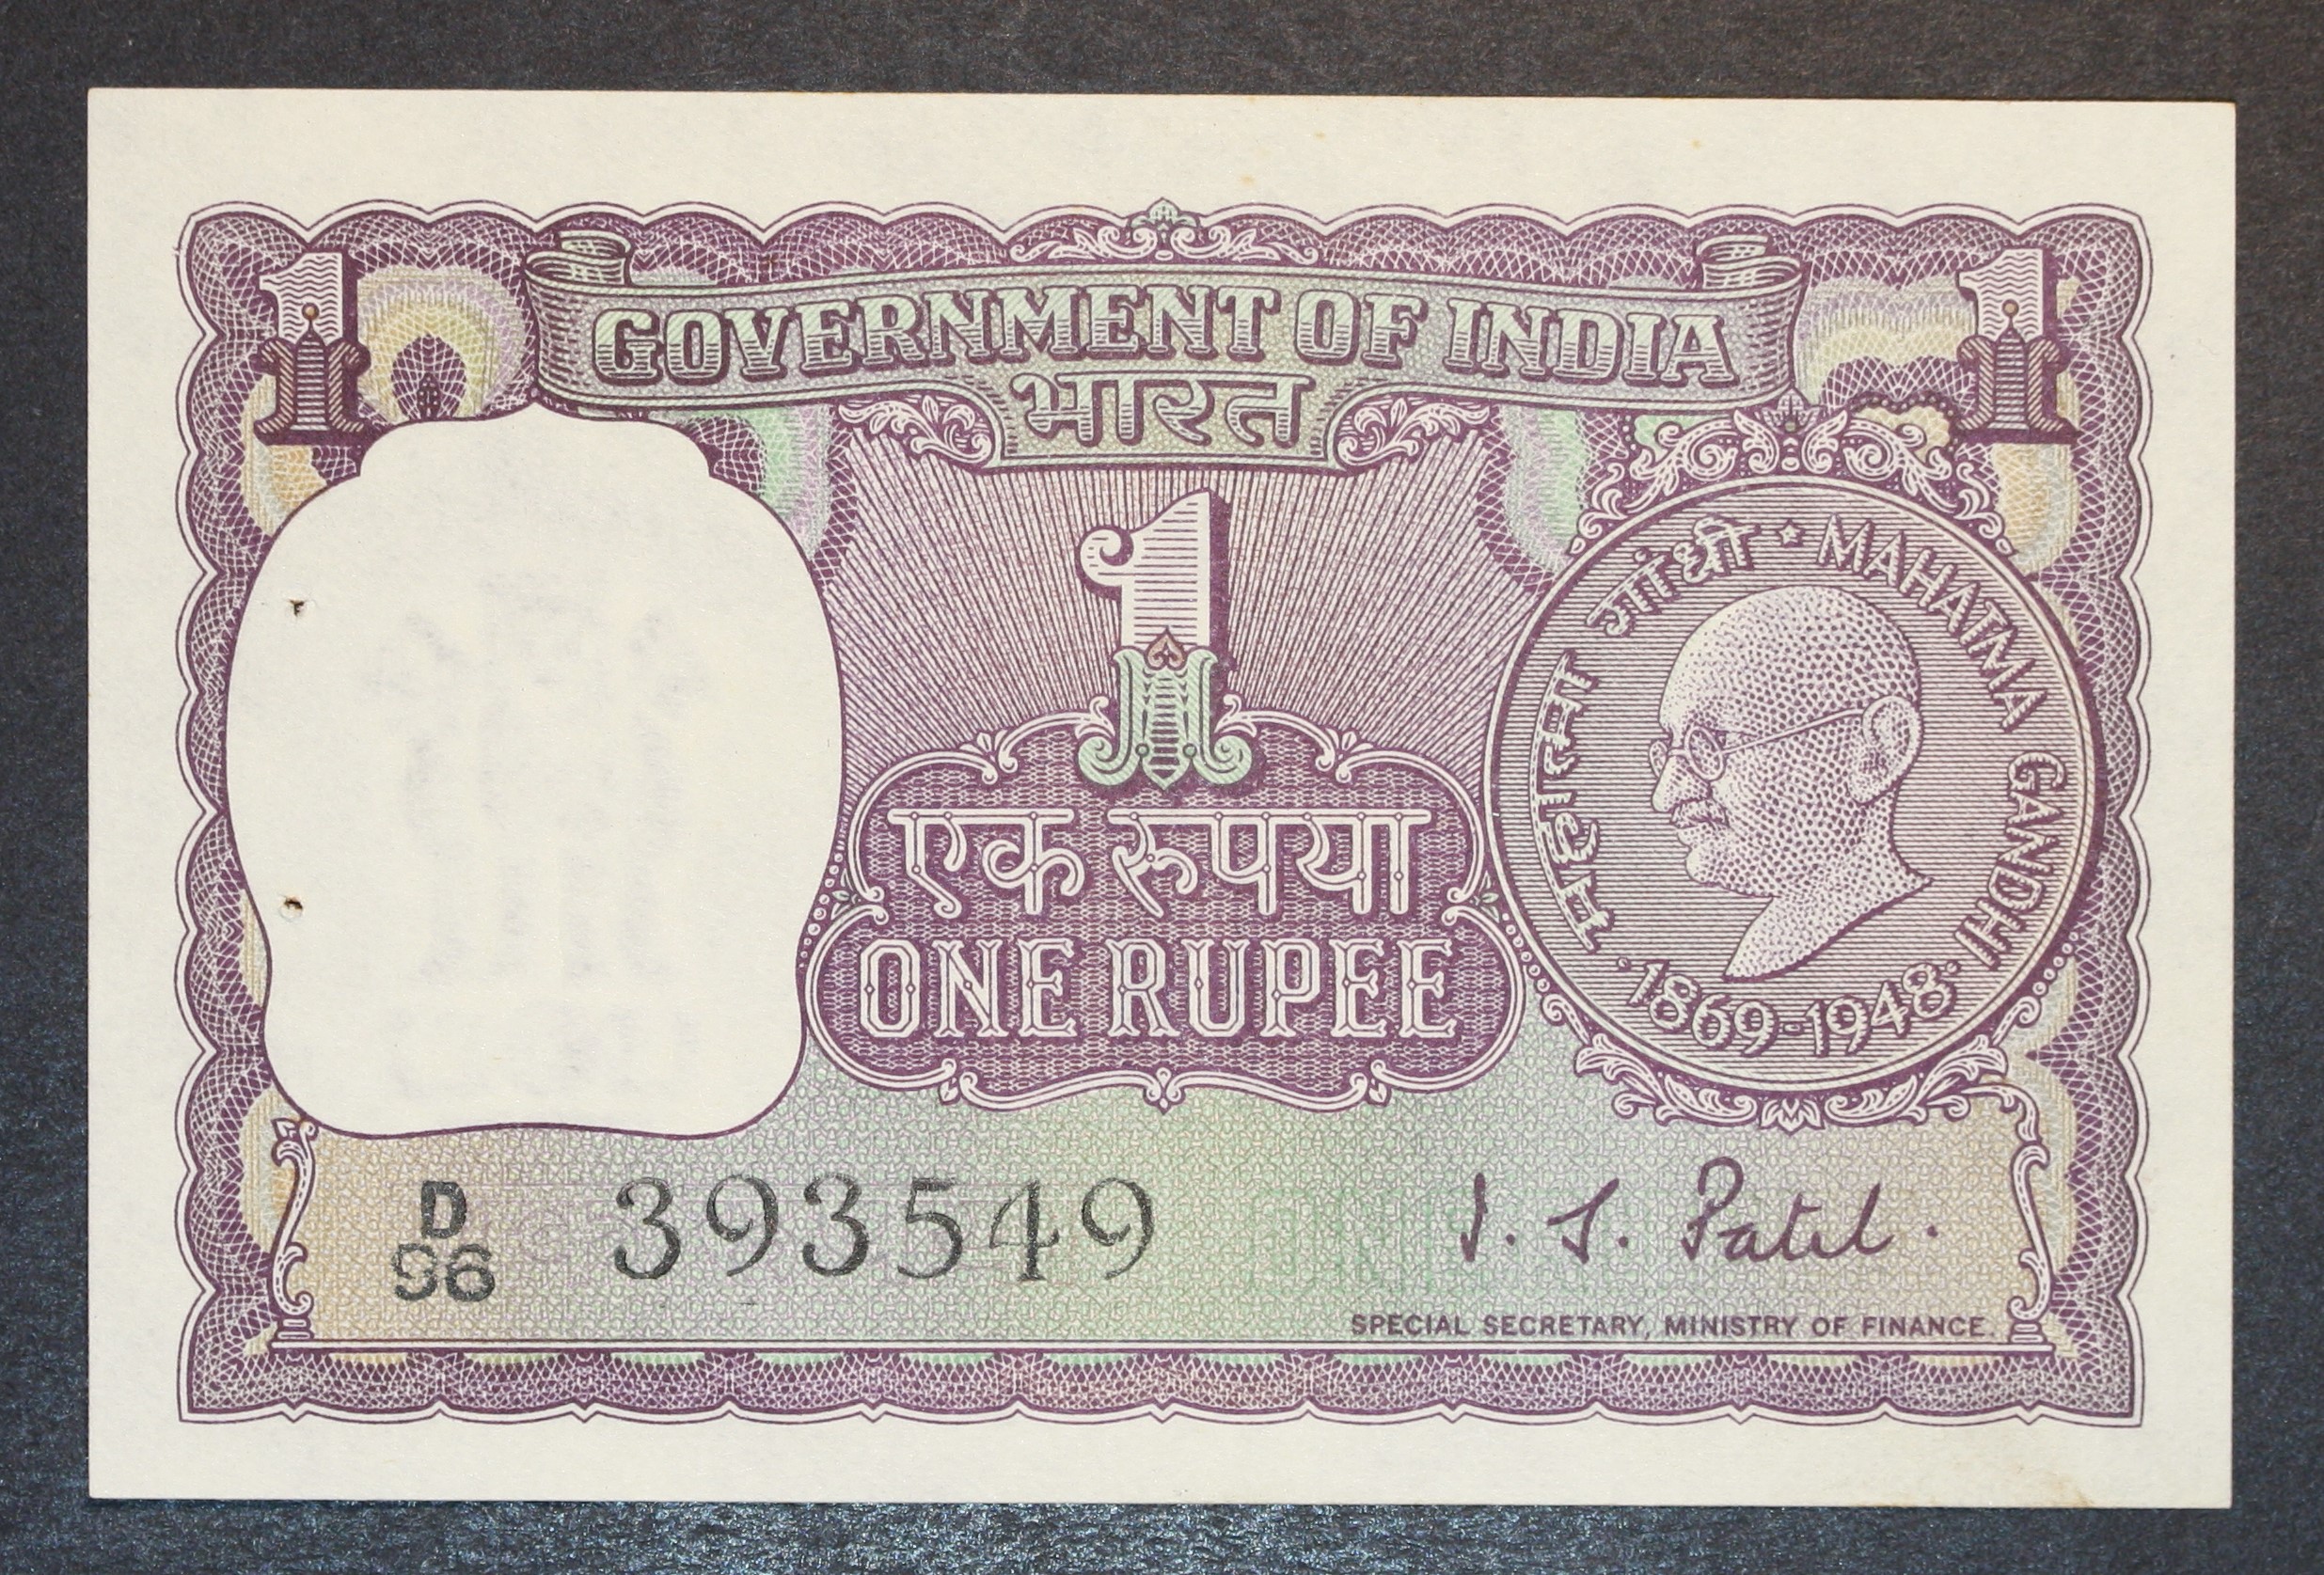 1 1
GOVERNMENT OF INDIA
भारत
1
महात्मा गांधी ★ MAHATMA GANDHI
•1869-1948•
एक रुपया
ONE RUPEE
D
96 393549
I. J. Patel.
SPECIAL SECRETARY, MINISTRY OF FINANCE.